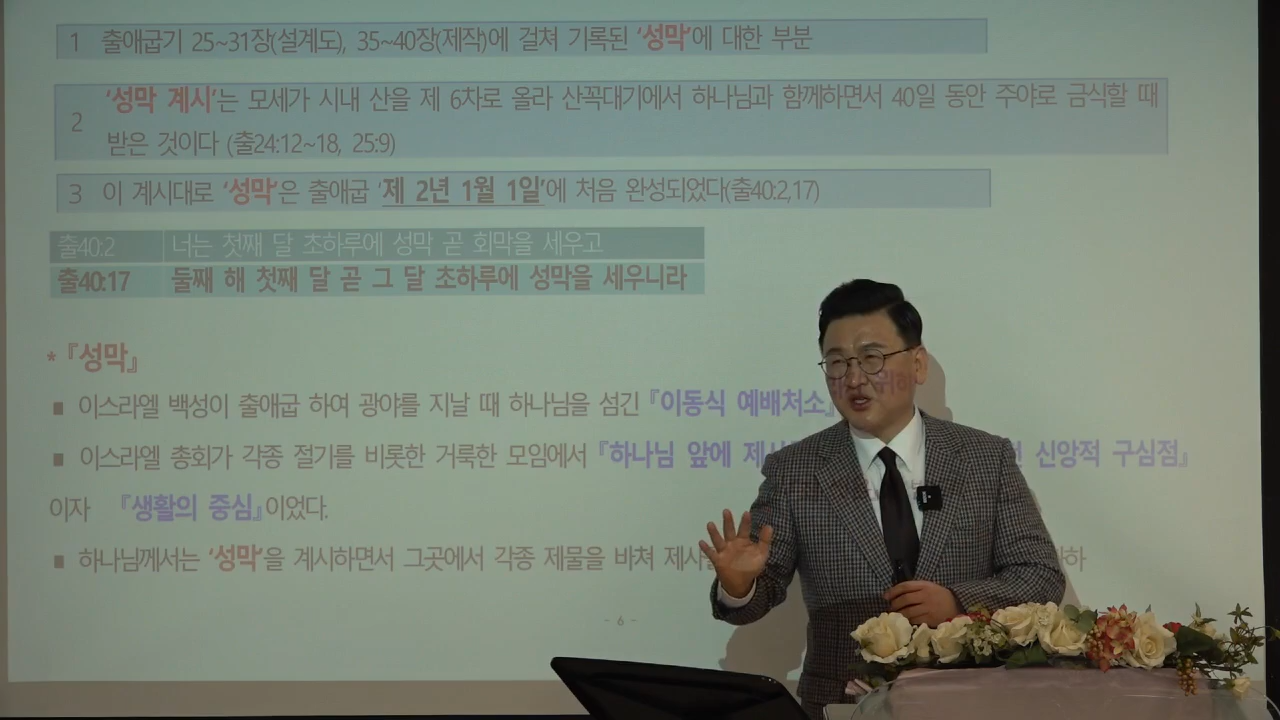 1 출애굽기 25~31장(설계도), 35~40장(제작)에 걸쳐 기록된 ‘성막’에 대한 부분
2 ‘성막 계시’는 모세가 시내 산을 제 6차로 올라 산꼭대기에서 하나님과 함께하면서 40일 동안 주야로 금식할 때
받은 것이다 (출24:12~18, 25:9)
3 이 계시대로 ‘성막’은 출애굽 ‘제 2년 1월 1일’에 처음 완성되었다(출40:2,17)
출40:2 너는 첫째 달 초하루에 성막 곧 회막을 세우고
출40:17 둘째 해 첫째 달 곧 그 달 초하루에 성막을 세우니라
* 『성막』
■ 이스라엘 백성이 출애굽 하여 광야를 지날 때 하나님을 섬긴 『이동식 예배처소』 위해
■ 이스라엘 총회가 각종 절기를 비롯한 거룩한 모임에서 『하나님 앞에 신앙적 구심점』
이자 『생활의 중심』이었다.
■ 하나님께서는 ‘성막’을 계시하면서 그곳에서 각종 제물을 바쳐
- 6 -